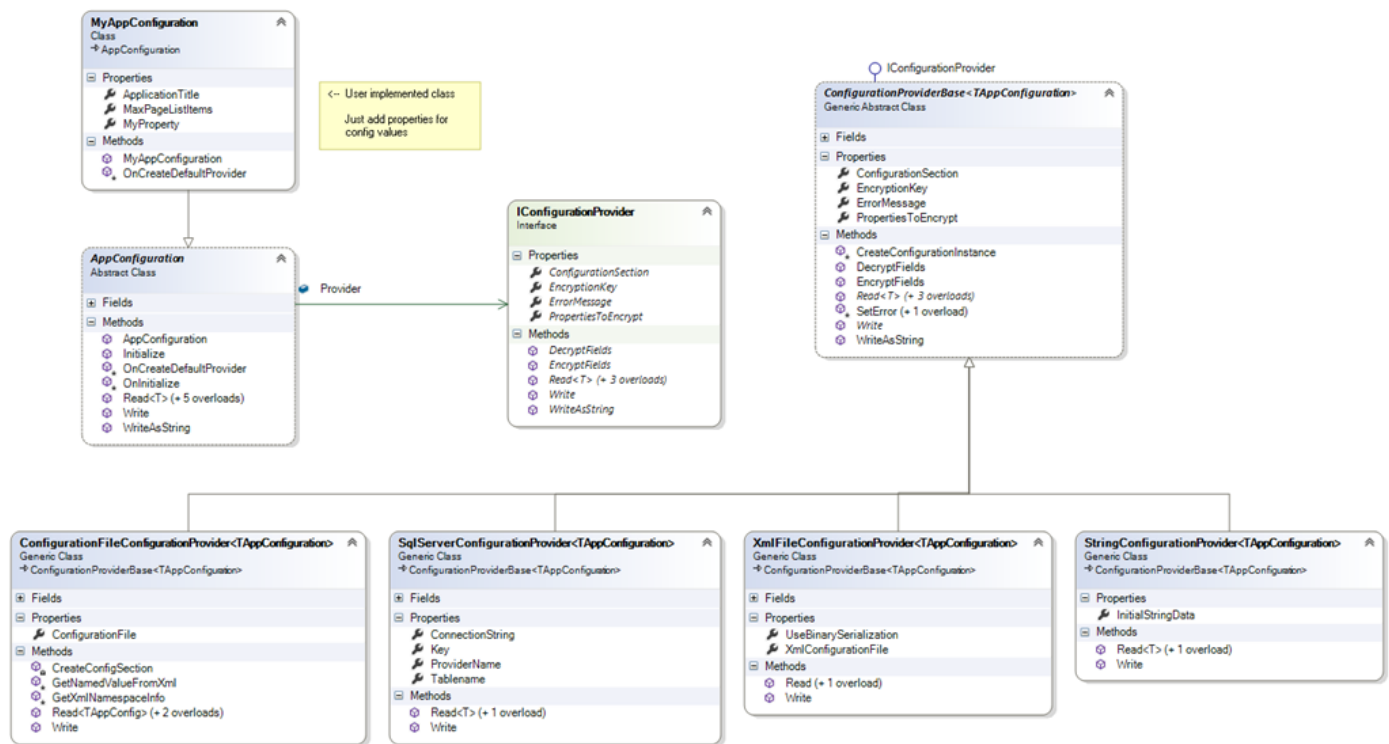 MyAppConfiguration
Class
AppConfiguration
Properties
ApplicationTitle
MaxPageListItems
MyProperty
Methods
MyAppConfiguration
OnCreateDefaultProvider
<-- User implemented class
Just add properties for
config values
AppConfiguration
Abstract Class
Fields
Methods
AppConfiguration
Initialize
OnCreateDefaultProvider
OnInitialize
Read<T> (+ 5 overloads)
Write
WriteAsString
Provider
IConfigurationProvider
Interface
Properties
ConfigurationSection
EncryptionKey
ErrorMessage
PropertiesToEncrypt
Methods
DecryptFields
EncryptFields
Read<T> (+ 3 overloads)
Write
WriteAsString
IConfigurationProvider
ConfigurationProviderBase<TAppConfiguration>
Generic Abstract Class
Fields
Properties
ConfigurationSection
EncryptionKey
ErrorMessage
PropertiesToEncrypt
Methods
CreateConfigurationInstance
DecryptFields
EncryptFields
Read<T> (+ 3 overloads)
SetError (+ 1 overload)
Write
WriteAsString
ConfigurationFileConfigurationProvider<TAppConfiguration>
Generic Class
ConfigurationProviderBase<TAppConfiguration>
Fields
Properties
ConfigurationFile
Methods
CreateConfigSection
GetNamedValueFromXml
GetXmlNamespaceInfo
Read<TAppConfig> (+ 2 overloads)
Write
SqlServerConfigurationProvider<TAppConfiguration>
Generic Class
ConfigurationProviderBase<TAppConfiguration>
Fields
Properties
ConnectionString
Key
ProviderName
Tablename
Methods
Read<T> (+ 1 overload)
Write
XmlFileConfigurationProvider<TAppConfiguration>
Generic Class
ConfigurationProviderBase<TAppConfiguration>
Fields
Properties
UseBinarySerialization
XmlConfigurationFile
Methods
Read (+ 1 overload)
Write
StringConfigurationProvider<TAppConfiguration>
Generic Class
ConfigurationProviderBase<TAppConfiguration>
Properties
InitialStringData
Methods
Read<T> (+ 1 overload)
Write